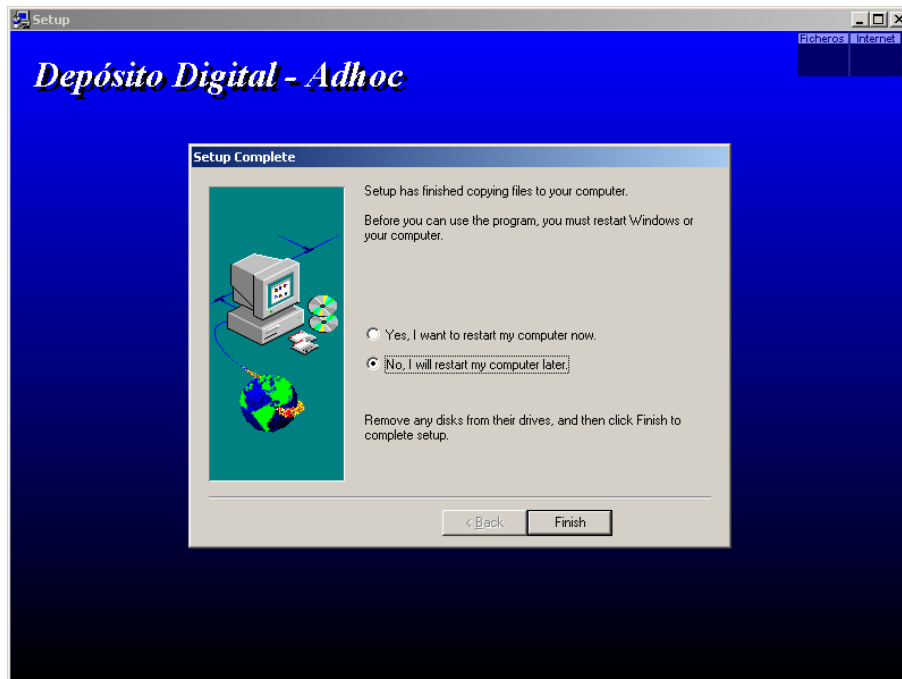 Setup
Ficheros Internet
Depósito Digital - Adhoc
Setup Complete
Setup has finished copying files to your computer.
Before you can use the program, you must restart Windows or
your computer.
Yes, I want to restart my computer now.
No, I will restart my computer later.
Remove any disks from their drives, and then click Finish to
complete setup.
< Back Finish